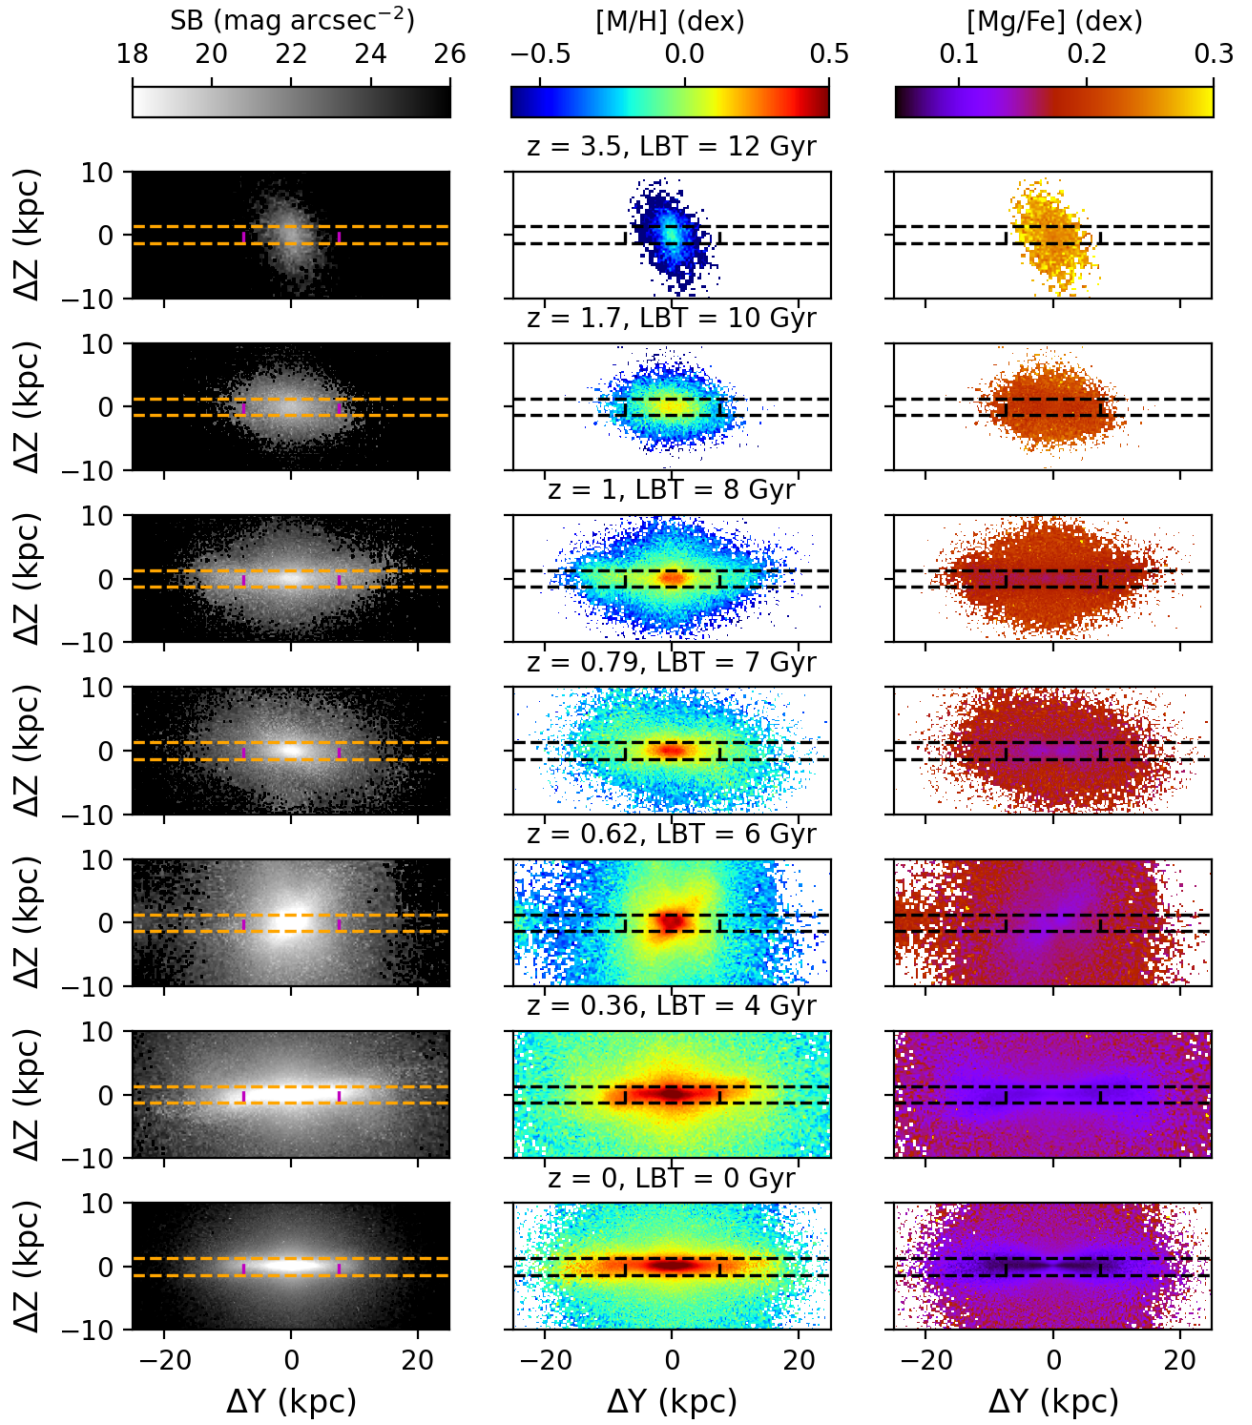 SB (mag arcsec⁻²) [M/H] (dex) [Mg/Fe] (dex)
18 20 22 24 26 −0.5 0.0 0.5 0.1 0.2 0.3
z = 3.5, LBT = 12 Gyr
10
ΔZ (kpc) 0
−10
z = 1.7, LBT = 10 Gyr
10
ΔZ (kpc) 0
−10
z = 1, LBT = 8 Gyr
10
ΔZ (kpc) 0
−10
z = 0.79, LBT = 7 Gyr
10
ΔZ (kpc) 0
−10
z = 0.62, LBT = 6 Gyr
10
ΔZ (kpc) 0
−10
z = 0.36, LBT = 4 Gyr
10
ΔZ (kpc) 0
−10
z = 0, LBT = 0 Gyr
10
ΔZ (kpc) 0
−10
−20 0 20 −20 0 20 −20 0 20
ΔY (kpc) ΔY (kpc) ΔY (kpc)